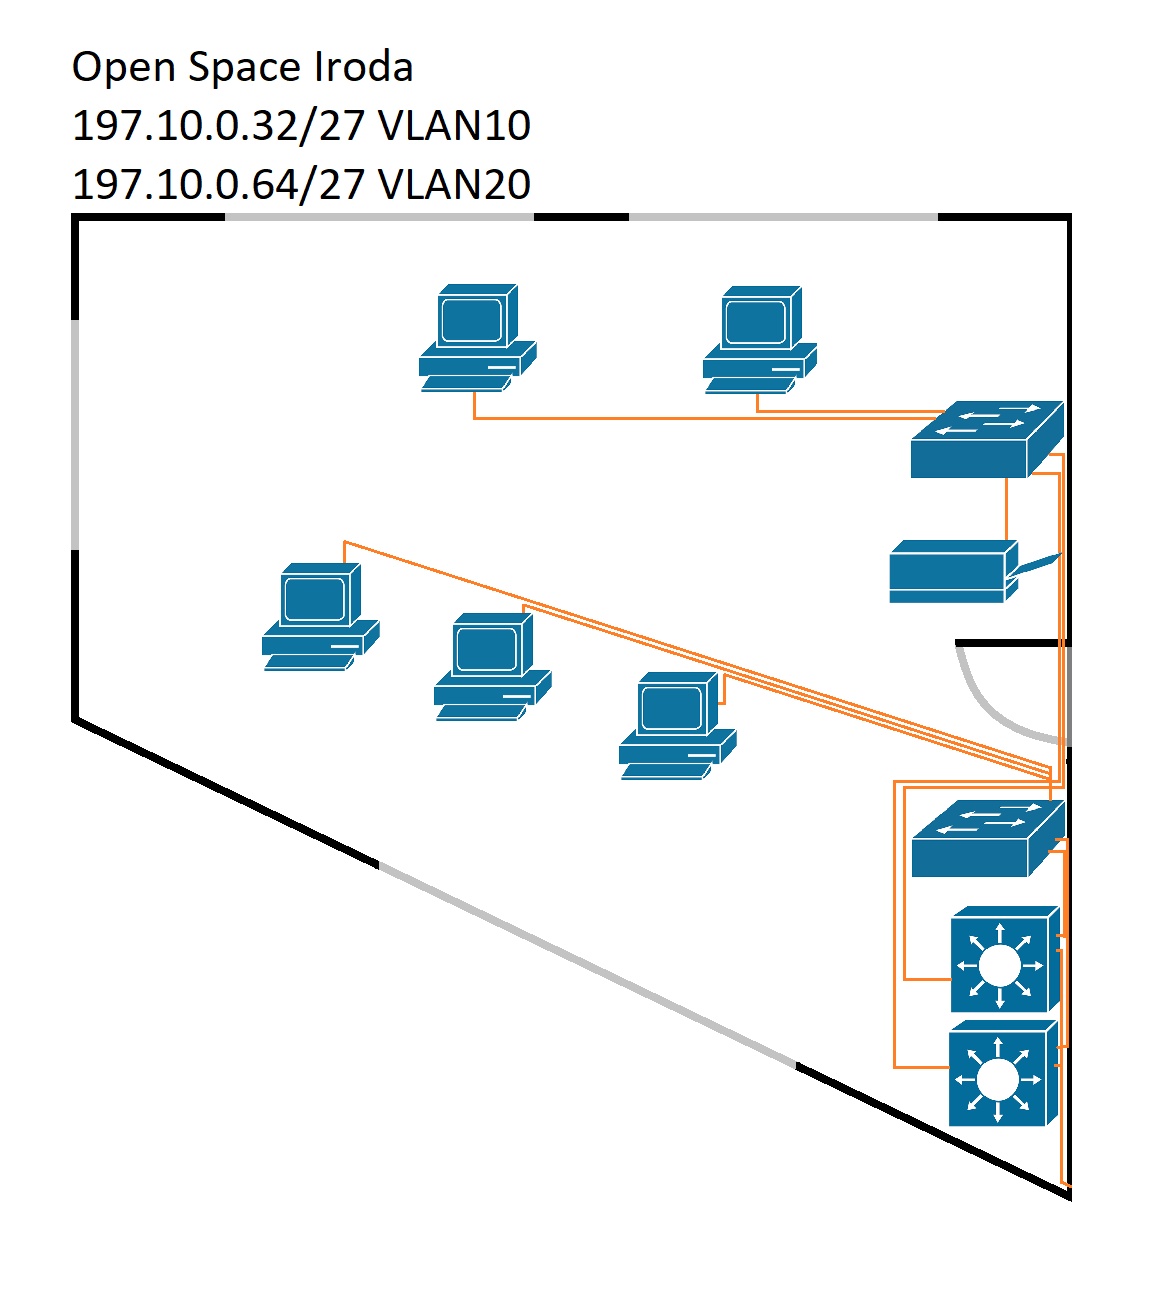 Open Space Iroda
197.10.0.32/27 VLAN10
197.10.0.64/27 VLAN20